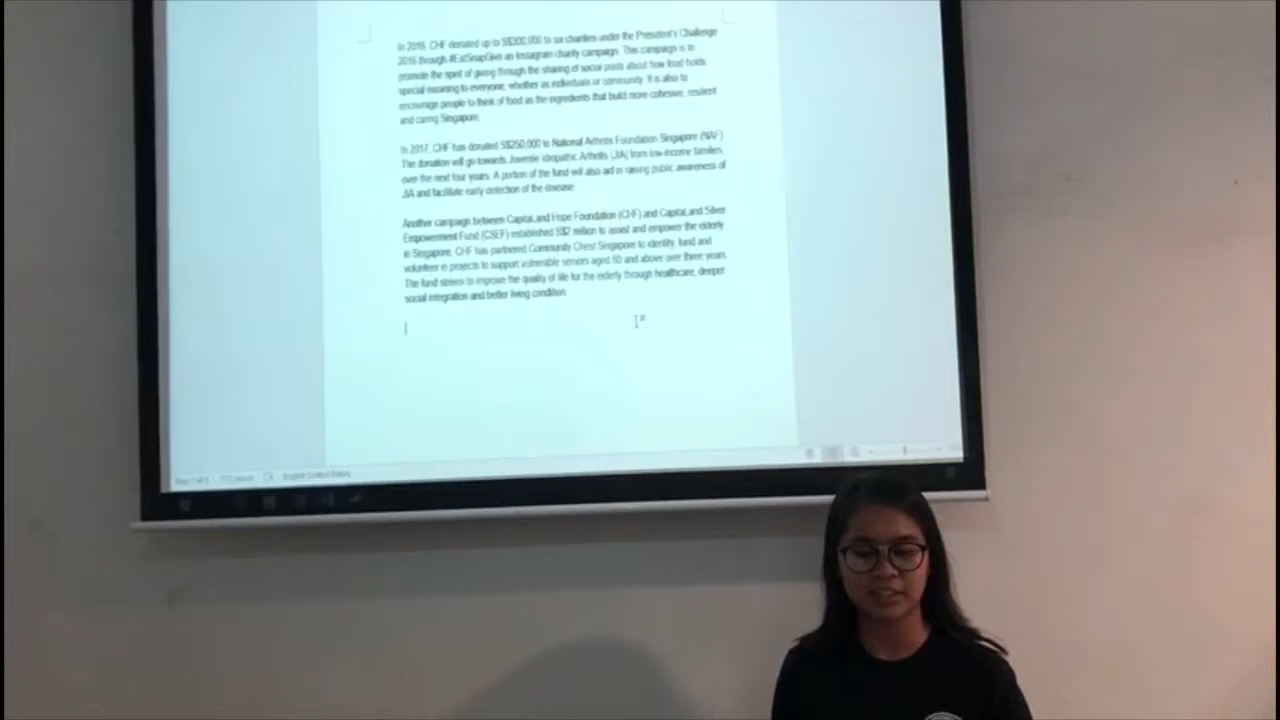 In 2016, CHF donated up to S$300,000 to six charities under the President's Challenge
2016 through #EatSnapGive an Instagram charity campaign. This campaign is to
promote the spirit of giving through the sharing of social posts about how food holds
special meaning to everyone, whether as individuals or community. It is also to
encourage people to think of food as the ingredients that build more cohesive, resilient
and caring Singapore.
In 2017, CHF has donated S$250,000 to National Arthritis Foundation Singapore (NAF)
The donation will go towards Juvenile Idiopathic Arthritis (JIA) from low-income families,
over the next four years. A portion of the fund will also aid in raising public awareness of
JIA and facilitate early detection of the disease.
Another campaign between CapitaLand Hope Foundation (CHF) and CapitaLand Silver
Empowerment Fund (CSEF) established S$2 million to assist and empower the elderly
in Singapore. CHF has partnered Community Chest Singapore to identity, fund and
volunteer in projects to support vulnerable seniors aged 60 and above over three years.
The fund strives to improve the quality of life for the elderly through healthcare, deeper
social integration and better living condition.
English (United States)